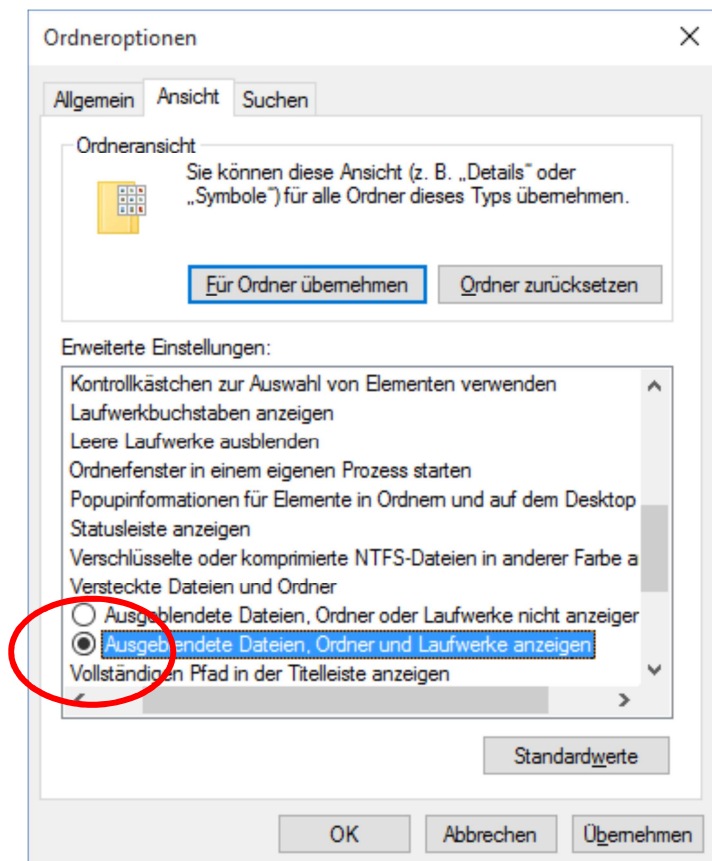 Ordneroptionen
Allgemein Ansicht Suchen
Ordneransicht
Sie können diese Ansicht (z. B. „Details“ oder
„Symbole“) für alle Ordner dieses Typs übernehmen.
Für Ordner übernehmen Ordner zurücksetzen
Erweiterte Einstellungen:
Kontrollkästchen zur Auswahl von Elementen verwenden
Laufwerkbuchstaben anzeigen
Leere Laufwerke ausblenden
Ordnerfenster in einem eigenen Prozess starten
Popupinformationen für Elemente in Ordnern und auf dem Desktop
Statusleiste anzeigen
Verschlüsselte oder komprimierte NTFS-Dateien in anderer Farbe a
Versteckte Dateien und Ordner
Ausgeblendete Dateien, Ordner oder Laufwerke nicht anzeiger
Ausgeblendete Dateien, Ordner und Laufwerke anzeigen
Vollständigen Pfad in der Titelleiste anzeigen
Standardwerte
OK Abbrechen Übernehmen